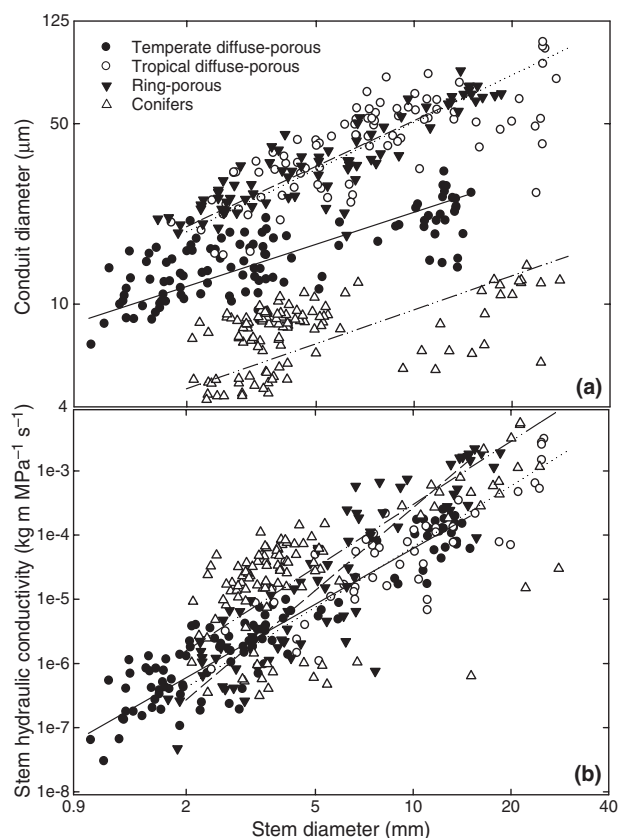 125
50
10
4
Conduit diameter (μm)
Temperate diffuse-porous
Tropical diffuse-porous
Ring-porous
Conifers
(a)
1e-3
1e-4
1e-5
1e-6
1e-7
1e-8
Stem hydraulic conductivity (kg m MPa⁻¹ s⁻¹)
(b)
0.9 2 5 10 20 40
Stem diameter (mm)